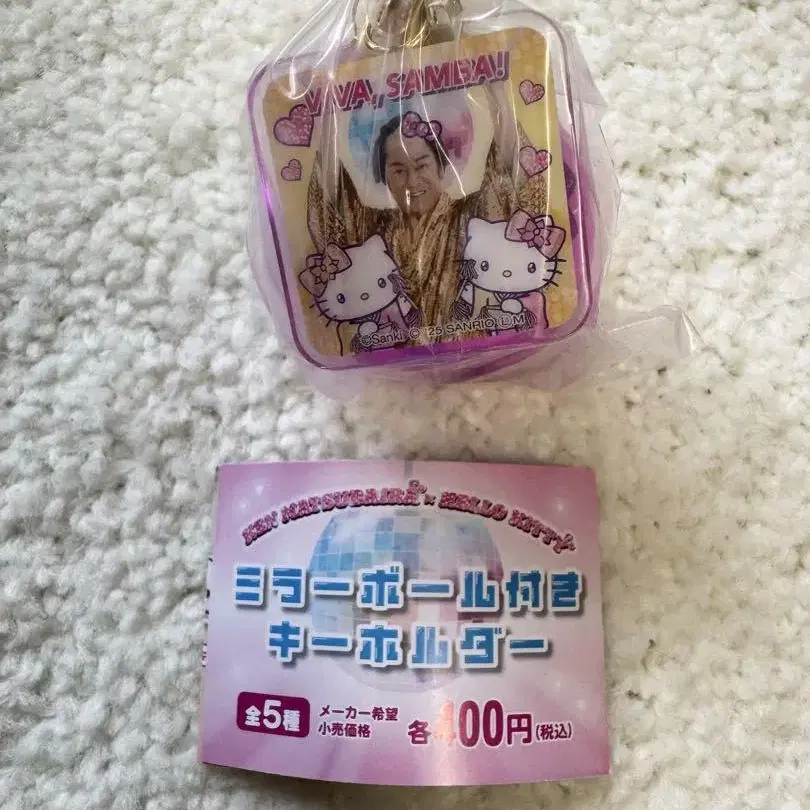 VIVA, SAMBA!
©Sanki © '25 SANRIO, L M
KEN MATSUDAIRA × HELLO KITTY
ミラーボール付き
キーホルダー
全5種
メーカー希望
小売価格
各400円(税込)